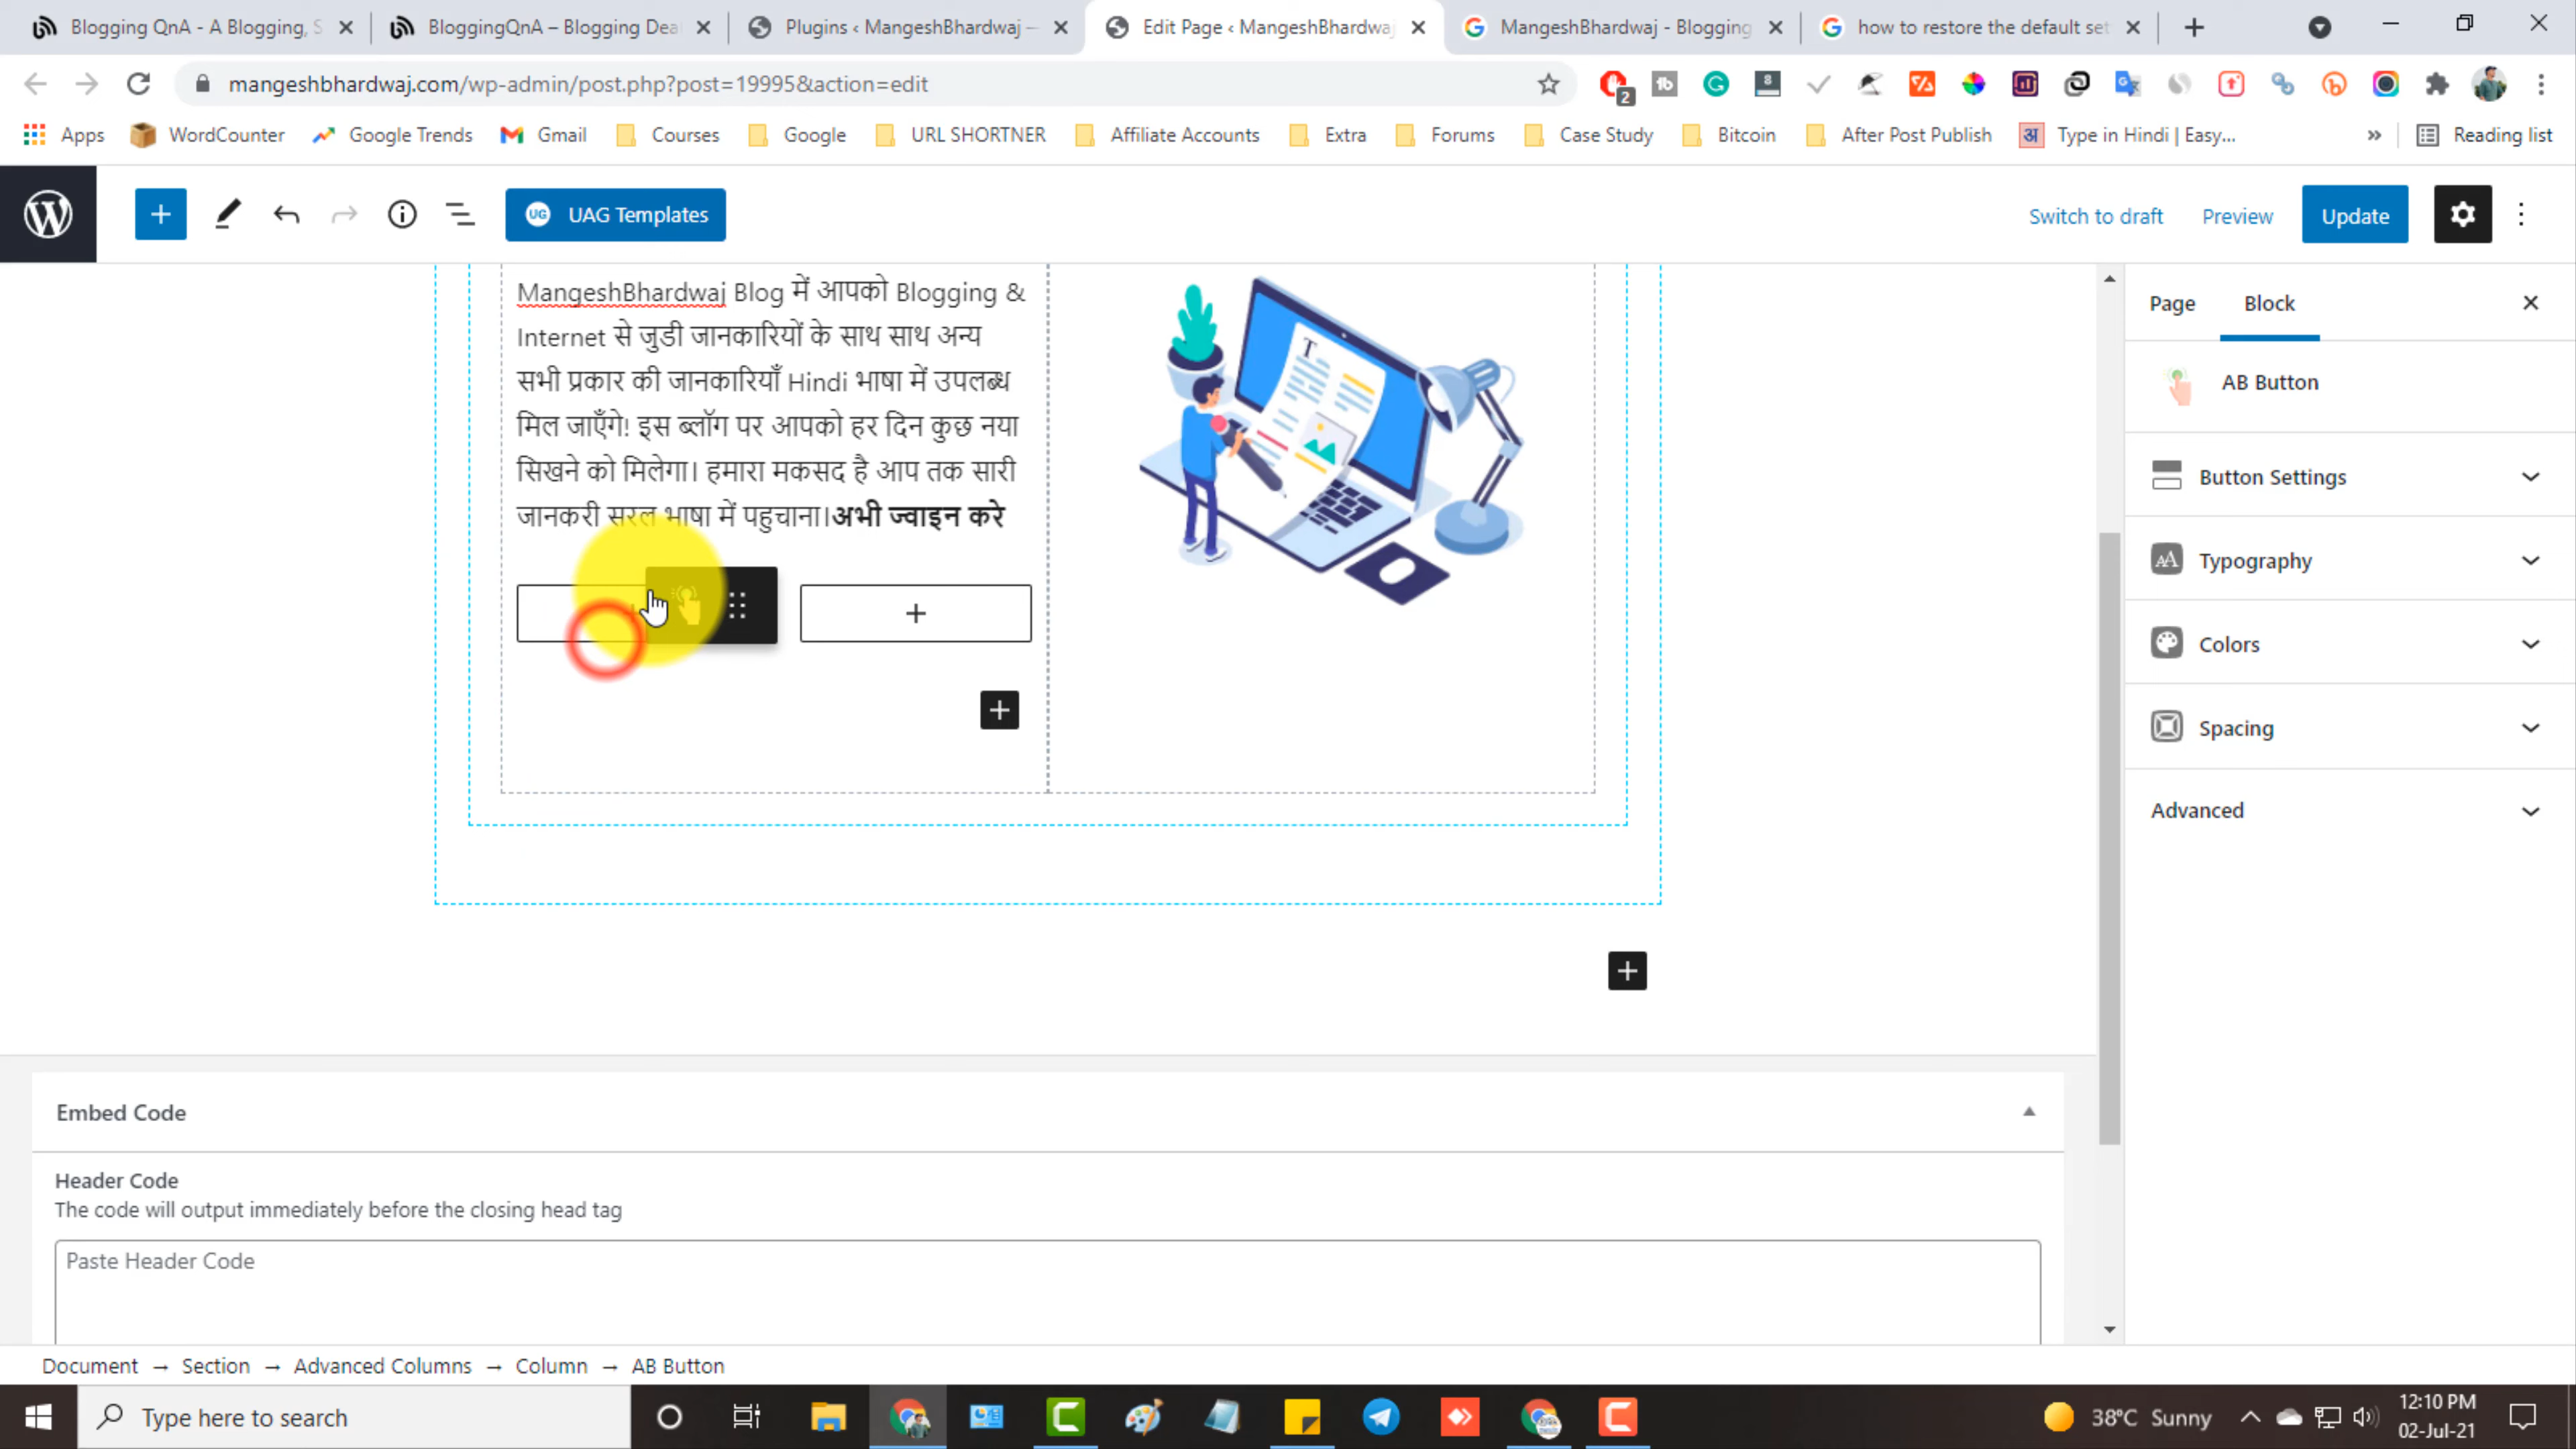 Blogging QnA - A Blogging, S
BloggingQnA – Blogging Dea
Plugins ‹ MangeshBhardwaj —
Edit Page ‹ MangeshBhardwaj
MangeshBhardwaj - Blogging
how to restore the default set
mangeshbhardwaj.com/wp-admin/post.php?post=19995&action=edit
2
Apps
WordCounter
Google Trends
Gmail
Courses
Google
URL SHORTNER
Affiliate Accounts
Extra
Forums
Case Study
Bitcoin
After Post Publish
Type in Hindi | Easy...
Reading list
UAG Templates
Switch to draft
Preview
Update
MangeshBhardwaj Blog में आपको Blogging &
Internet से जुडी जानकारियों के साथ साथ अन्य
सभी प्रकार की जानकारियाँ Hindi भाषा में उपलब्ध
मिल जाएँगे! इस ब्लॉग पर आपको हर दिन कुछ नया
सिखने को मिलेगा। हमारा मकसद है आप तक सारी
जानकरी सरल भाषा में पहुचाना।अभी ज्वाइन करे
Page
Block
AB Button
Button Settings
Typography
Colors
Spacing
Advanced
Embed Code
Header Code
The code will output immediately before the closing head tag
Paste Header Code
Document → Section → Advanced Columns → Column → AB Button
Type here to search
38°C Sunny
12:10 PM
02-Jul-21